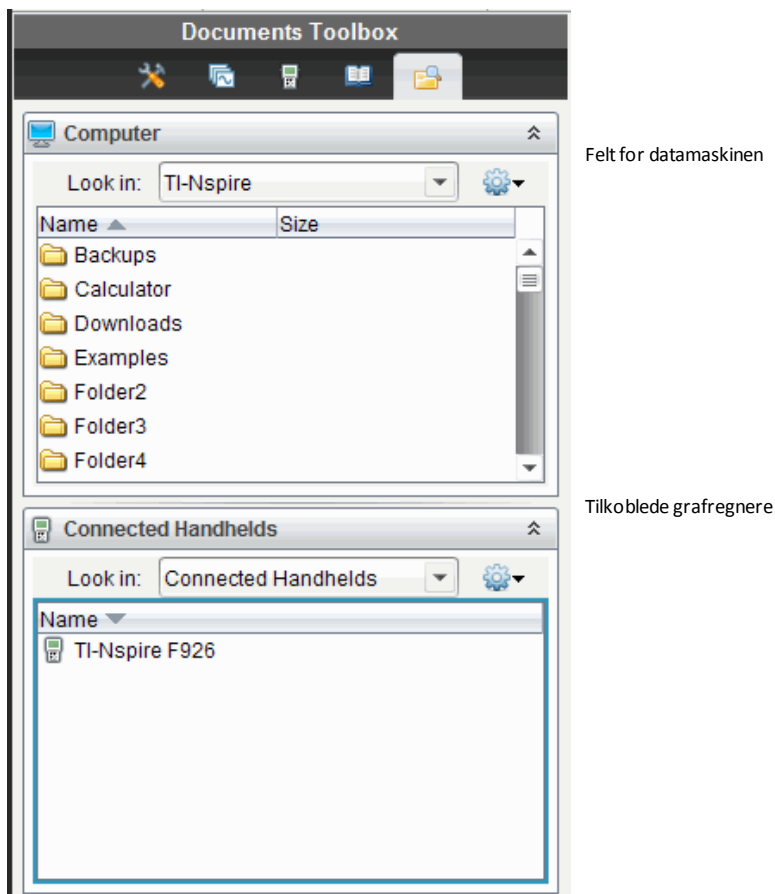 Documents Toolbox
Computer
Felt for datamaskinen
Look in: TI-Nspire
Name Size
Backups
Calculator
Downloads
Examples
Folder2
Folder3
Folder4
Tilkoblede grafregnere
Connected Handhelds
Look in: Connected Handhelds
Name
TI-Nspire F926